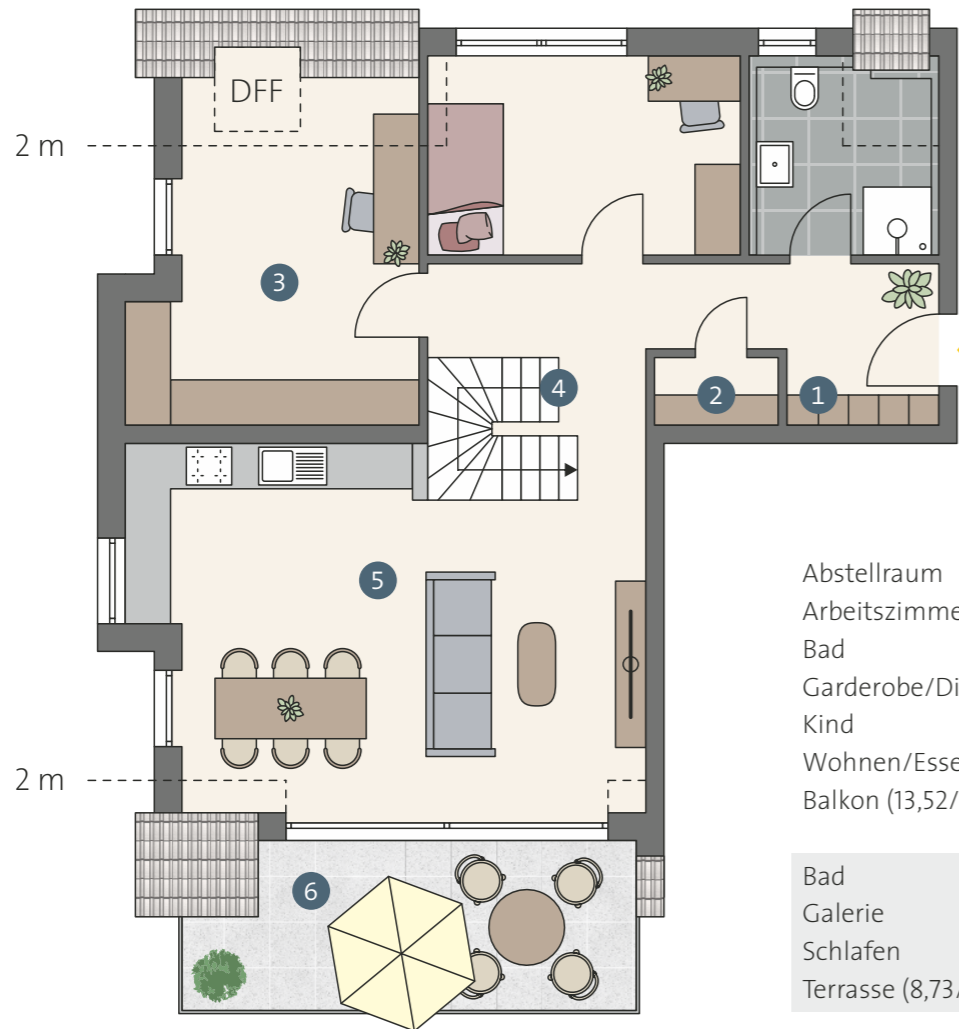 DFF
2 m
3
4
2
1
5
2 m
6
Abstellraum
Arbeitszimme
Bad
Garderobe/Di
Kind
Wohnen/Esse
Balkon (13,52/
Bad
Galerie
Schlafen
Terrasse (8,73/